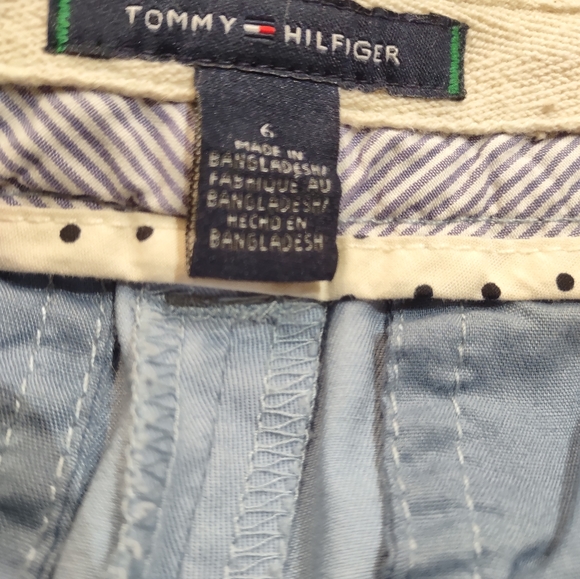 TOMMY HILFIGER
6
MADE IN
BANGLADESH/
FABRIQUE AU
BANGLADESH/
HECHO EN
BANGLADESH